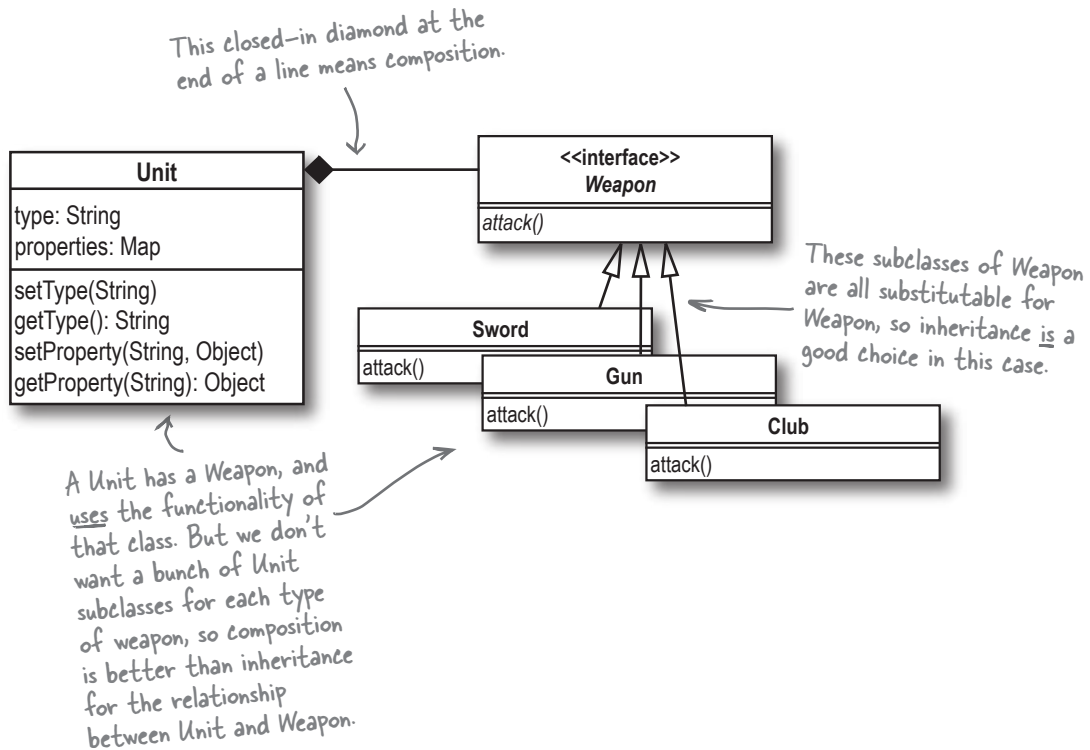 This closed-in diamond at the
end of a line means composition.
Unit
type: String
properties: Map
setType(String)
getType(): String
setProperty(String, Object)
getProperty(String): Object
<<interface>>
Weapon
attack()
Sword
attack()
Gun
attack()
Club
attack()
These subclasses of Weapon
are all substitutable for
Weapon, so inheritance is a
good choice in this case.
A Unit has a Weapon, and
uses the functionality of
that class. But we don't
want a bunch of Unit
subclasses for each type
of weapon, so composition
is better than inheritance
for the relationship
between Unit and Weapon.